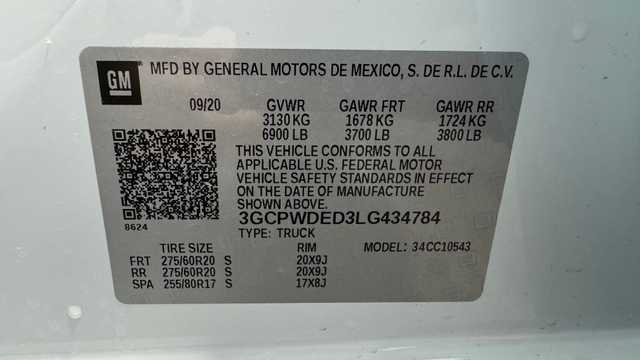 GM MFD BY GENERAL MOTORS DE MEXICO, S. DE R.L. DE C.V.
09/20 GVWR GAWR FRT GAWR RR
3130 KG 1678 KG 1724 KG
6900 LB 3700 LB 3800 LB
THIS VEHICLE CONFORMS TO ALL
APPLICABLE U.S. FEDERAL MOTOR
VEHICLE SAFETY STANDARDS IN EFFECT
ON THE DATE OF MANUFACTURE
SHOWN ABOVE.
3GCPWDED3LG434784
8624
TYPE: TRUCK MODEL: 34CC10543
TIRE SIZE RIM
FRT 275/60R20 S 20X9J
RR 275/60R20 S 20X9J
SPA 255/80R17 S 17X8J